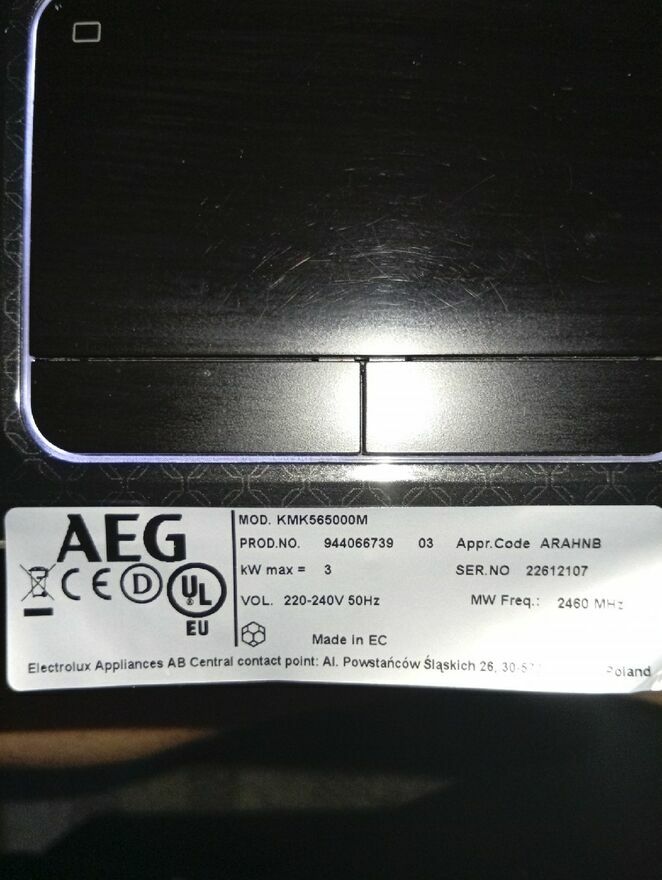 AEG
MOD. KMK565000M
PROD.NO. 944066739 03 Appr.Code ARAHNB
kW max = 3 SER.NO 22612107
VOL. 220-240V 50Hz MW Freq.: 2460 MHz
CE D UL
EU
Made in EC
Electrolux Appliances AB Central contact point: Al. Powstańców Śląskich 26, Poland